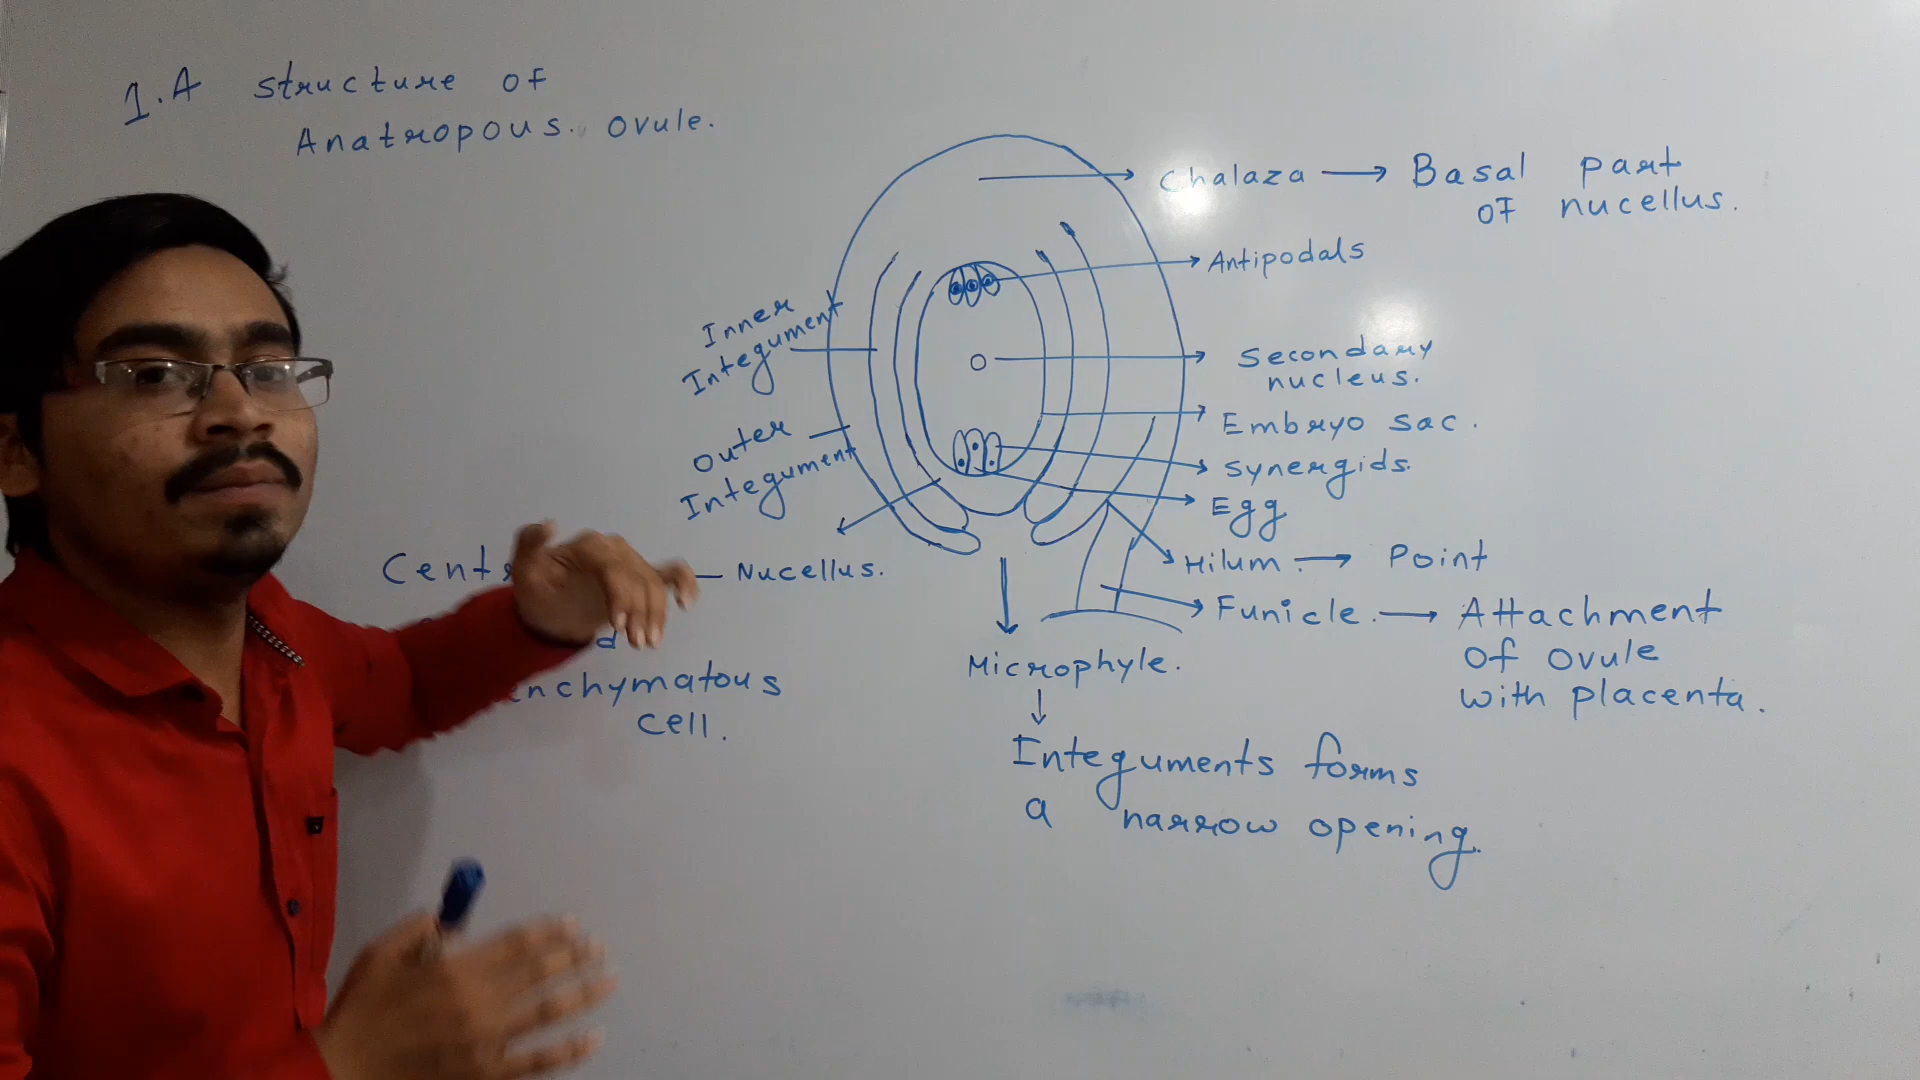 1.A structure of
Anatropous. ovule.
Chalaza → Basal part
of nucellus.
Antipodals
Inner
Integument
Secondary
nucleus.
Embryo sac.
Outer
Integument
synergids.
Egg
Hilum. → Point
Nucellus.
Funicle. → Attachment
of ovule
with placenta.
Microphyle.
cell.
Integuments forms
a narrow opening.